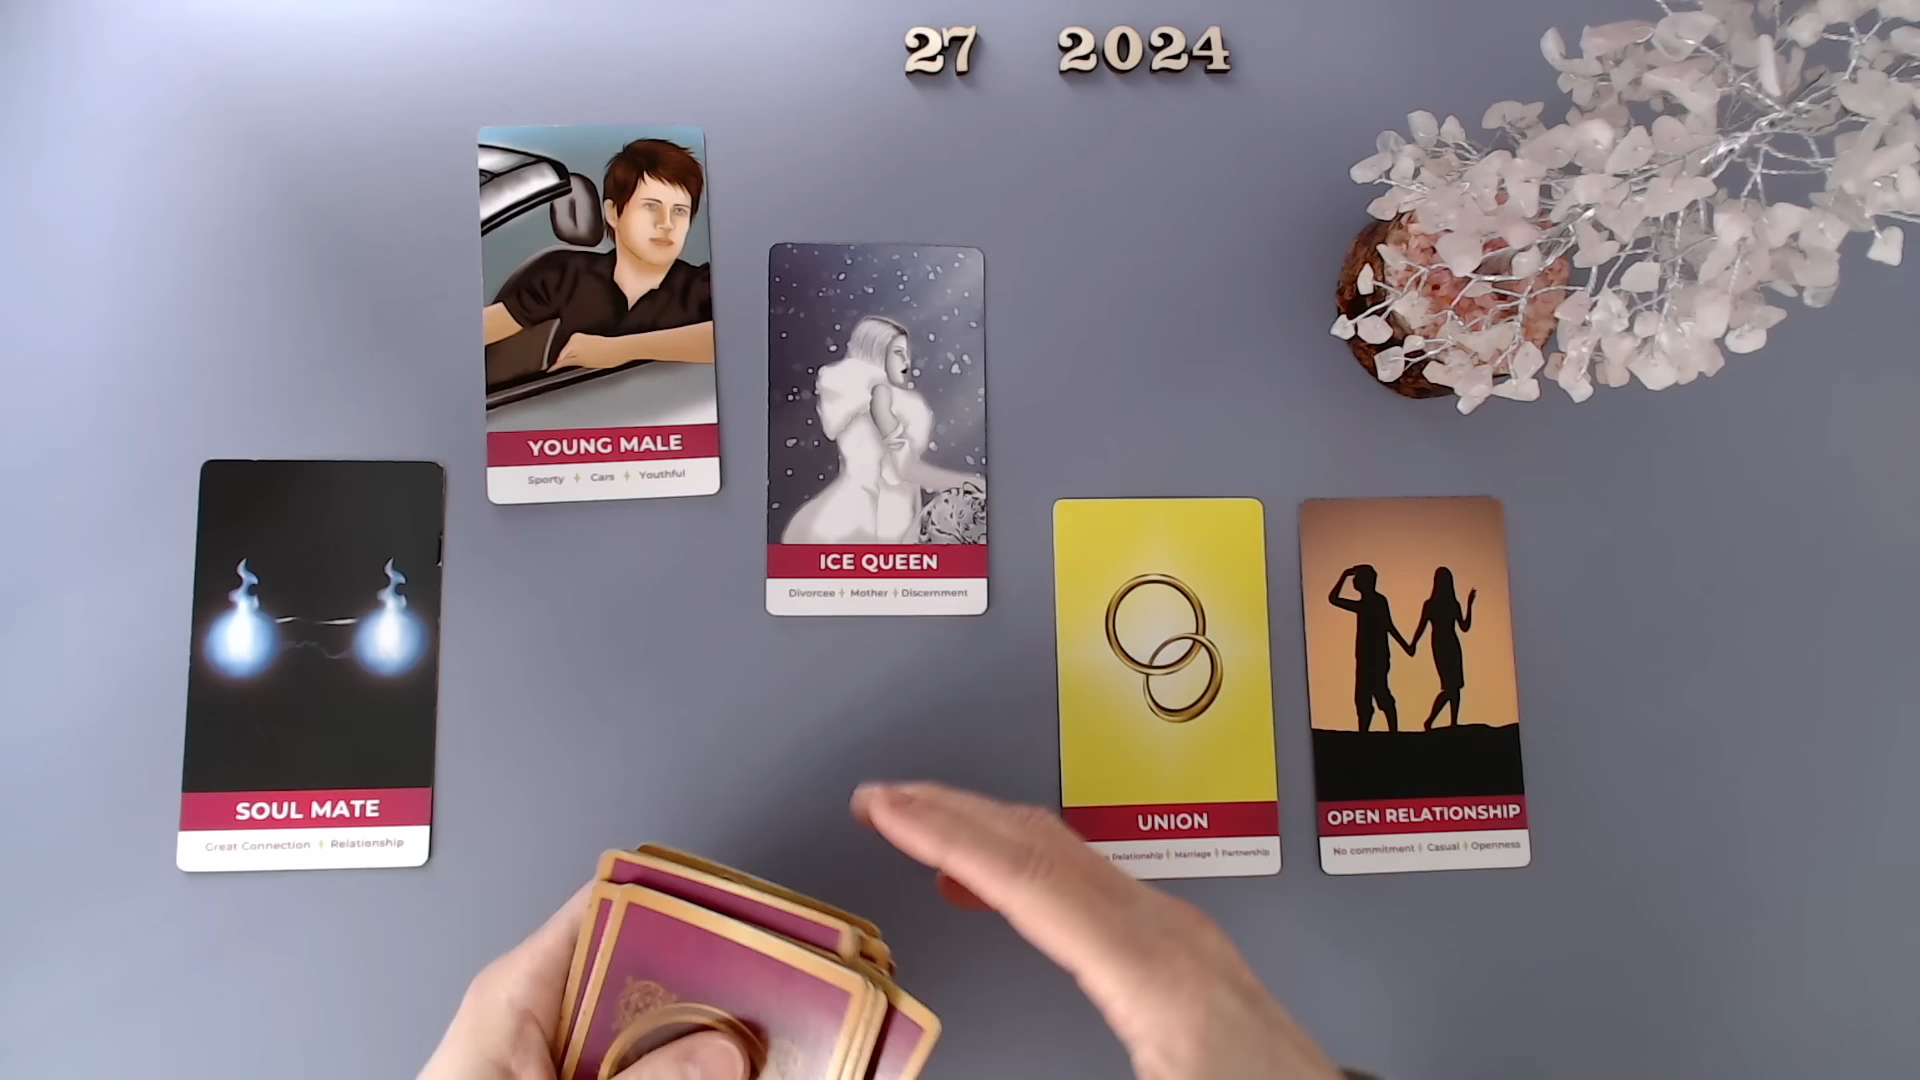 27 2024
YOUNG MALE
Sporty + Cars + Youthful
ICE QUEEN
Divorcee + Mother + Discernment
SOUL MATE
Great Connection + Relationship
UNION
Relationship + Marriage + Partnership
OPEN RELATIONSHIP
No commitment + Casual + Openness